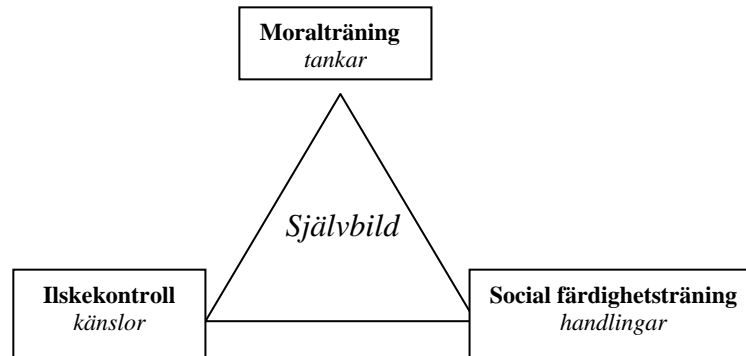 Moralträning
tankar
Självbild
Ilskekontroll
känslor
Social färdighetsträning
handlingar